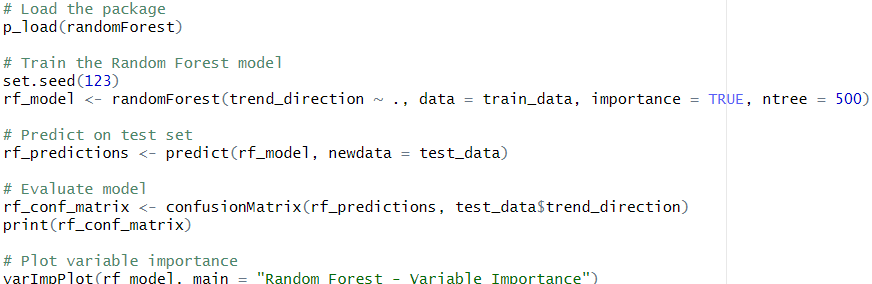 # Load the package
p_load(randomForest)
# Train the Random Forest model
set.seed(123)
rf_model <- randomForest(trend_direction ~ ., data = train_data, importance = TRUE, ntree = 500)
# Predict on test set
rf_predictions <- predict(rf_model, newdata = test_data)
# Evaluate model
rf_conf_matrix <- confusionMatrix(rf_predictions, test_data$trend_direction)
print(rf_conf_matrix)
# Plot variable importance
varImpPlot(rf_model, main = "Random Forest - Variable Importance")